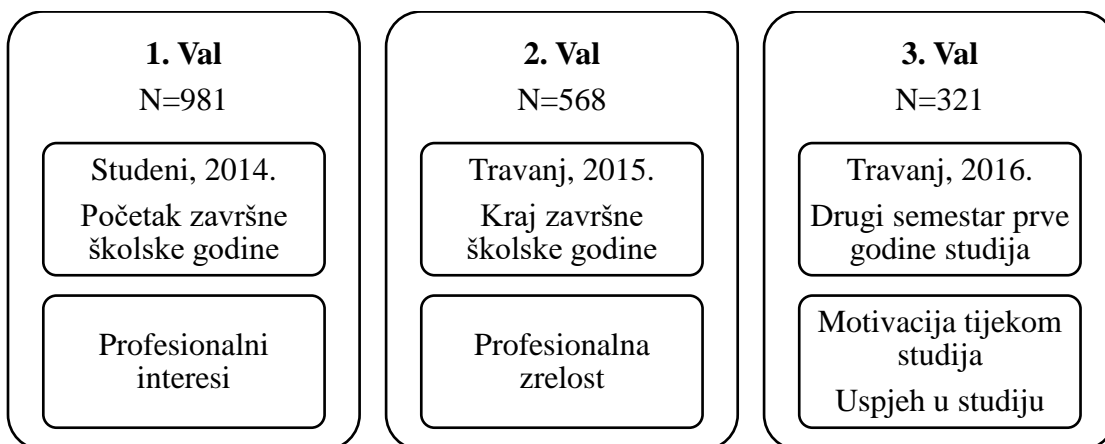 1. Val
N=981
Studeni, 2014.
Početak završne
školske godine
Profesionalni
interesi
2. Val
N=568
Travanj, 2015.
Kraj završne
školske godine
Profesionalna
zrelost
3. Val
N=321
Travanj, 2016.
Drugi semestar prve
godine studija
Motivacija tijekom
studija
Uspjeh u studiju